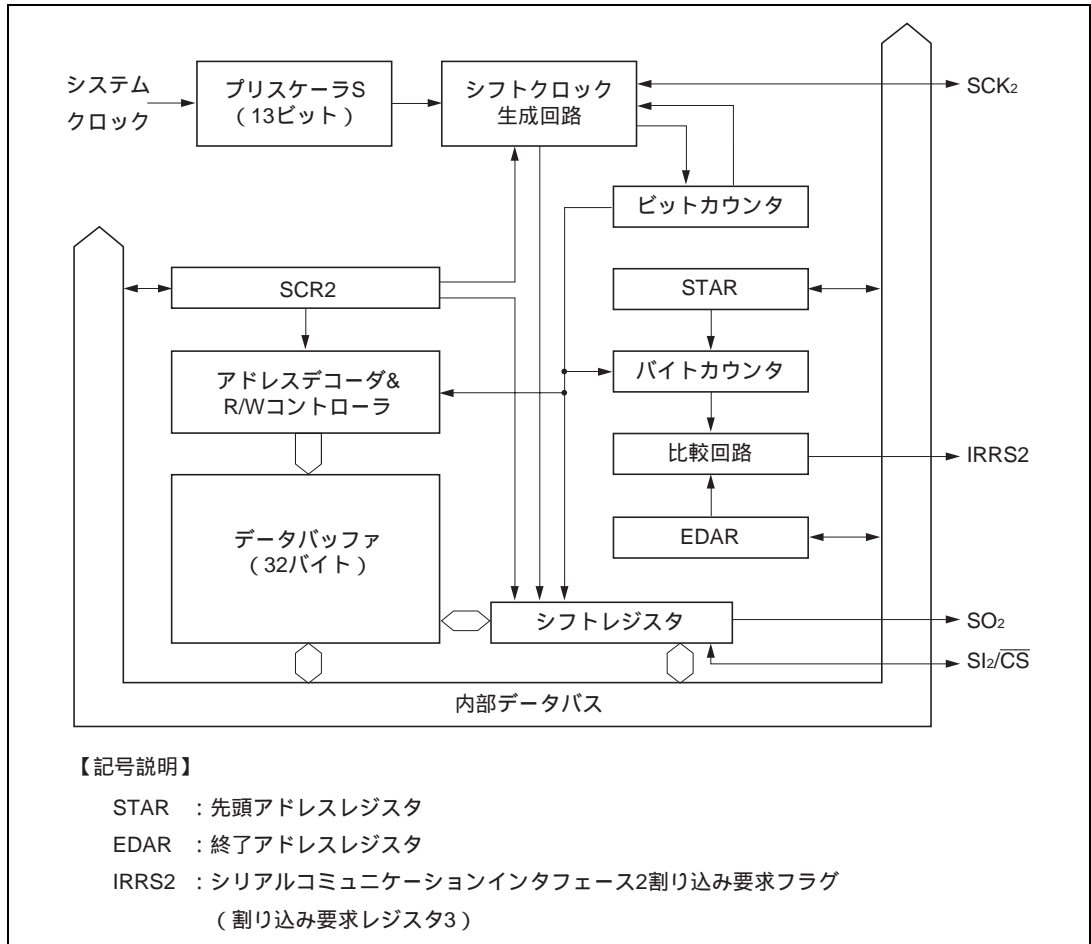 システム
クロック
プリスケーラS
（13ビット）
シフトクロック
生成回路
SCK2
ビットカウンタ
SCR2
STAR
アドレスデコーダ&
R/Wコントローラ
バイトカウンタ
比較回路
IRRS2
データバッファ
（32バイト）
EDAR
シフトレジスタ
SO2
SI2/C̅S̅
内部データバス
【記号説明】
STAR ：先頭アドレスレジスタ
EDAR ：終了アドレスレジスタ
IRRS2 ：シリアルコミュニケーションインタフェース2割り込み要求フラグ
（割り込み要求レジスタ3）